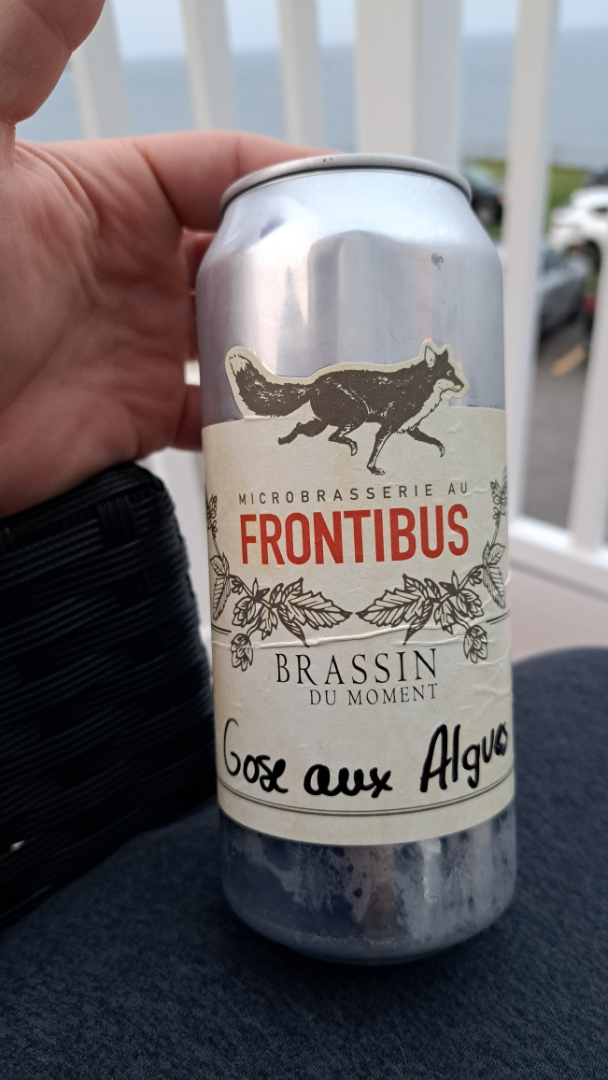 MICROBRASSERIE AU
FRONTIBUS
BRASSIN
DU MOMENT
Gose aux Algues